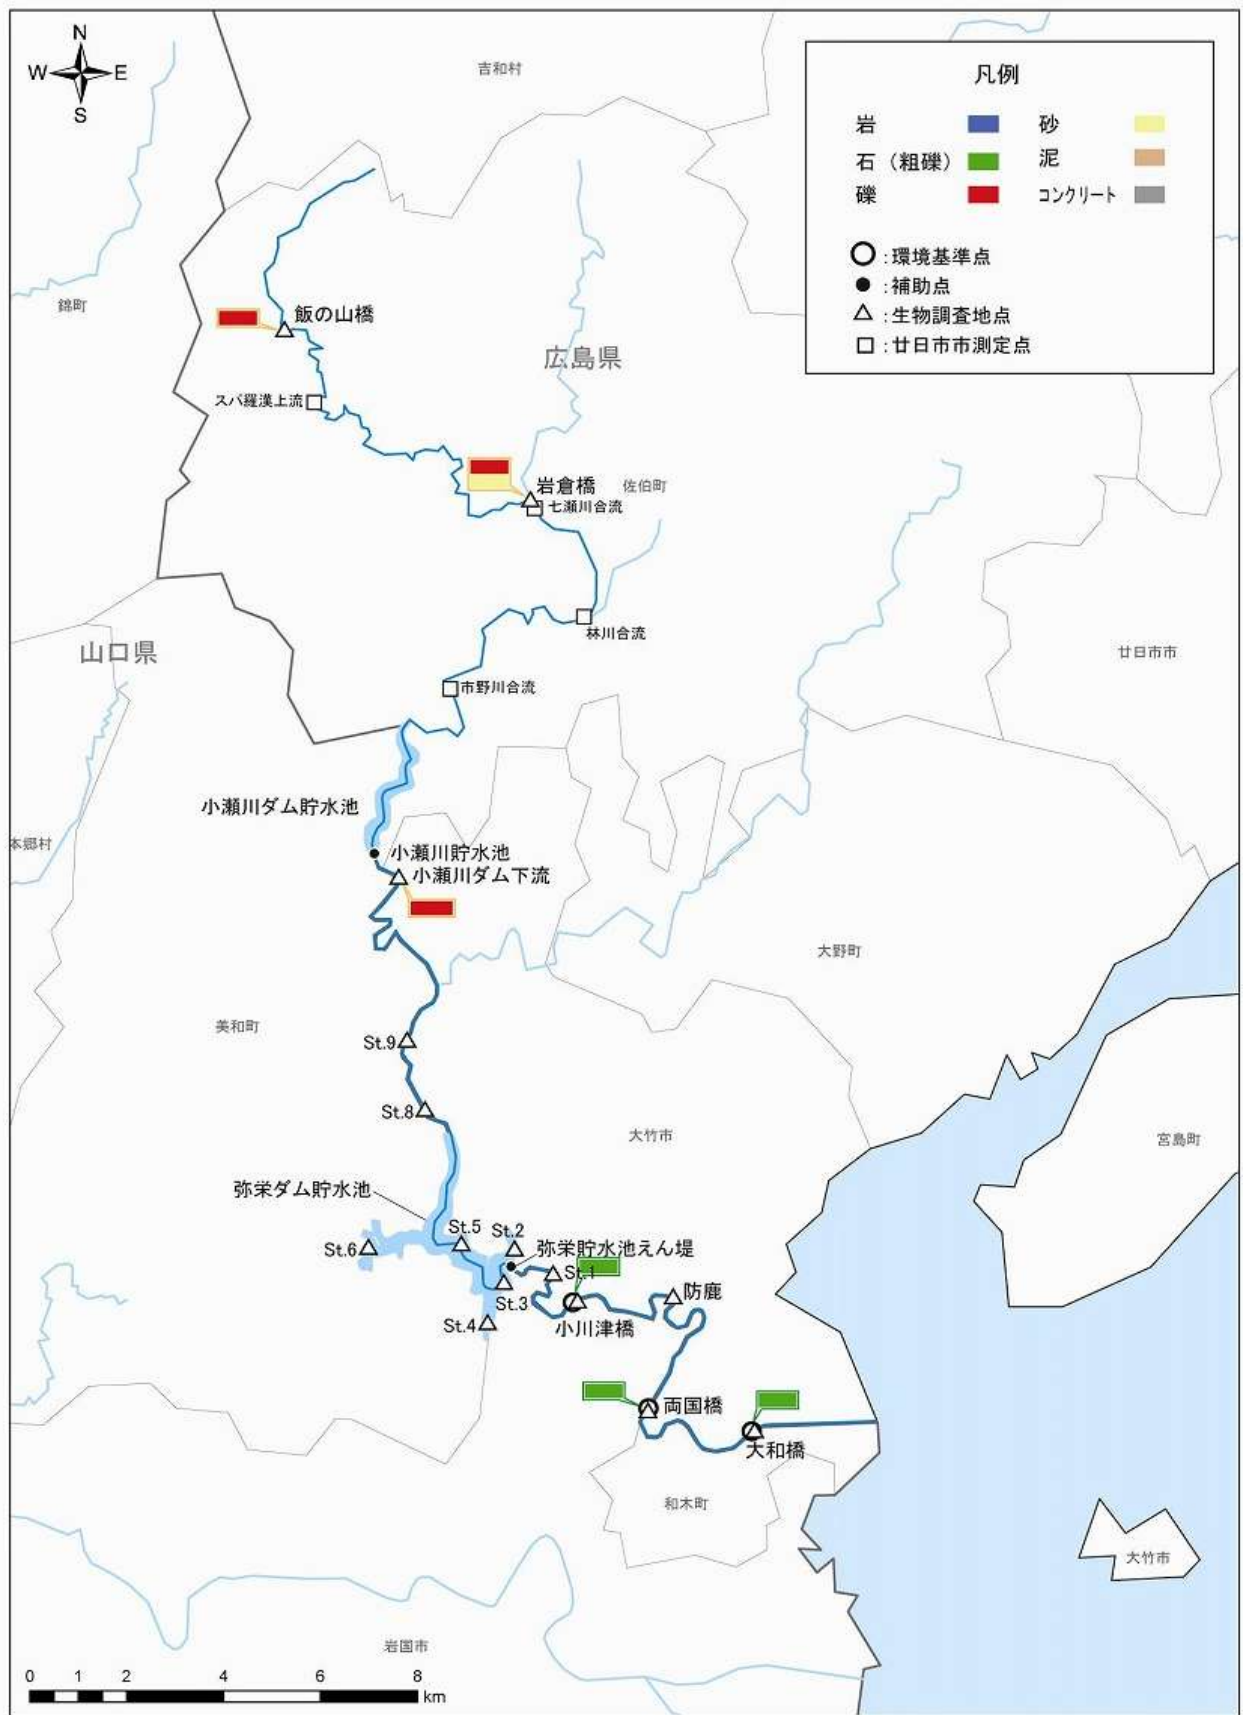 N
W E
S
吉和村
凡例
岩 砂
石（粗礫） 泥
礫 コンクリート
:環境基準点
:補助点
:生物調査地点
:廿日市市測定点
錦町
飯の山橋
広島県
スパ羅漢上流
岩倉橋
佐伯町
七瀬川合流
林川合流
山口県
廿日市市
市野川合流
小瀬川ダム貯水池
本郷村
小瀬川貯水池
小瀬川ダム下流
大野町
美和町
St.9
St.8
大竹市
宮島町
弥栄ダム貯水池
St.5
St.2
St.6
弥栄貯水池えん堤
St.1
St.3
防鹿
St.4
小川津橋
両国橋
大和橋
和木町
大竹市
岩国市
0 1 2 4 6 8
km